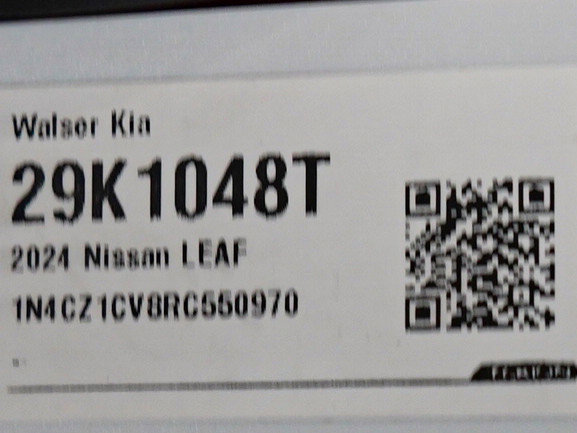 Walser Kia
29K1048T
2024 Nissan LEAF
1N4CZ1CV8RC550970